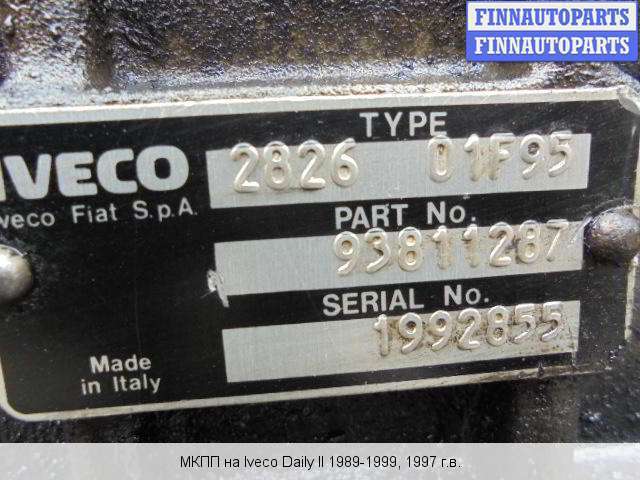 FINNAUTOPARTS
FINNAUTOPARTS
TYPE
IVECO 2826 01F95
Iveco Fiat S.p.A.
PART No.
93811287
SERIAL No.
1992855
Made
in Italy
МКПП на Iveco Daily II 1989-1999, 1997 г.в.